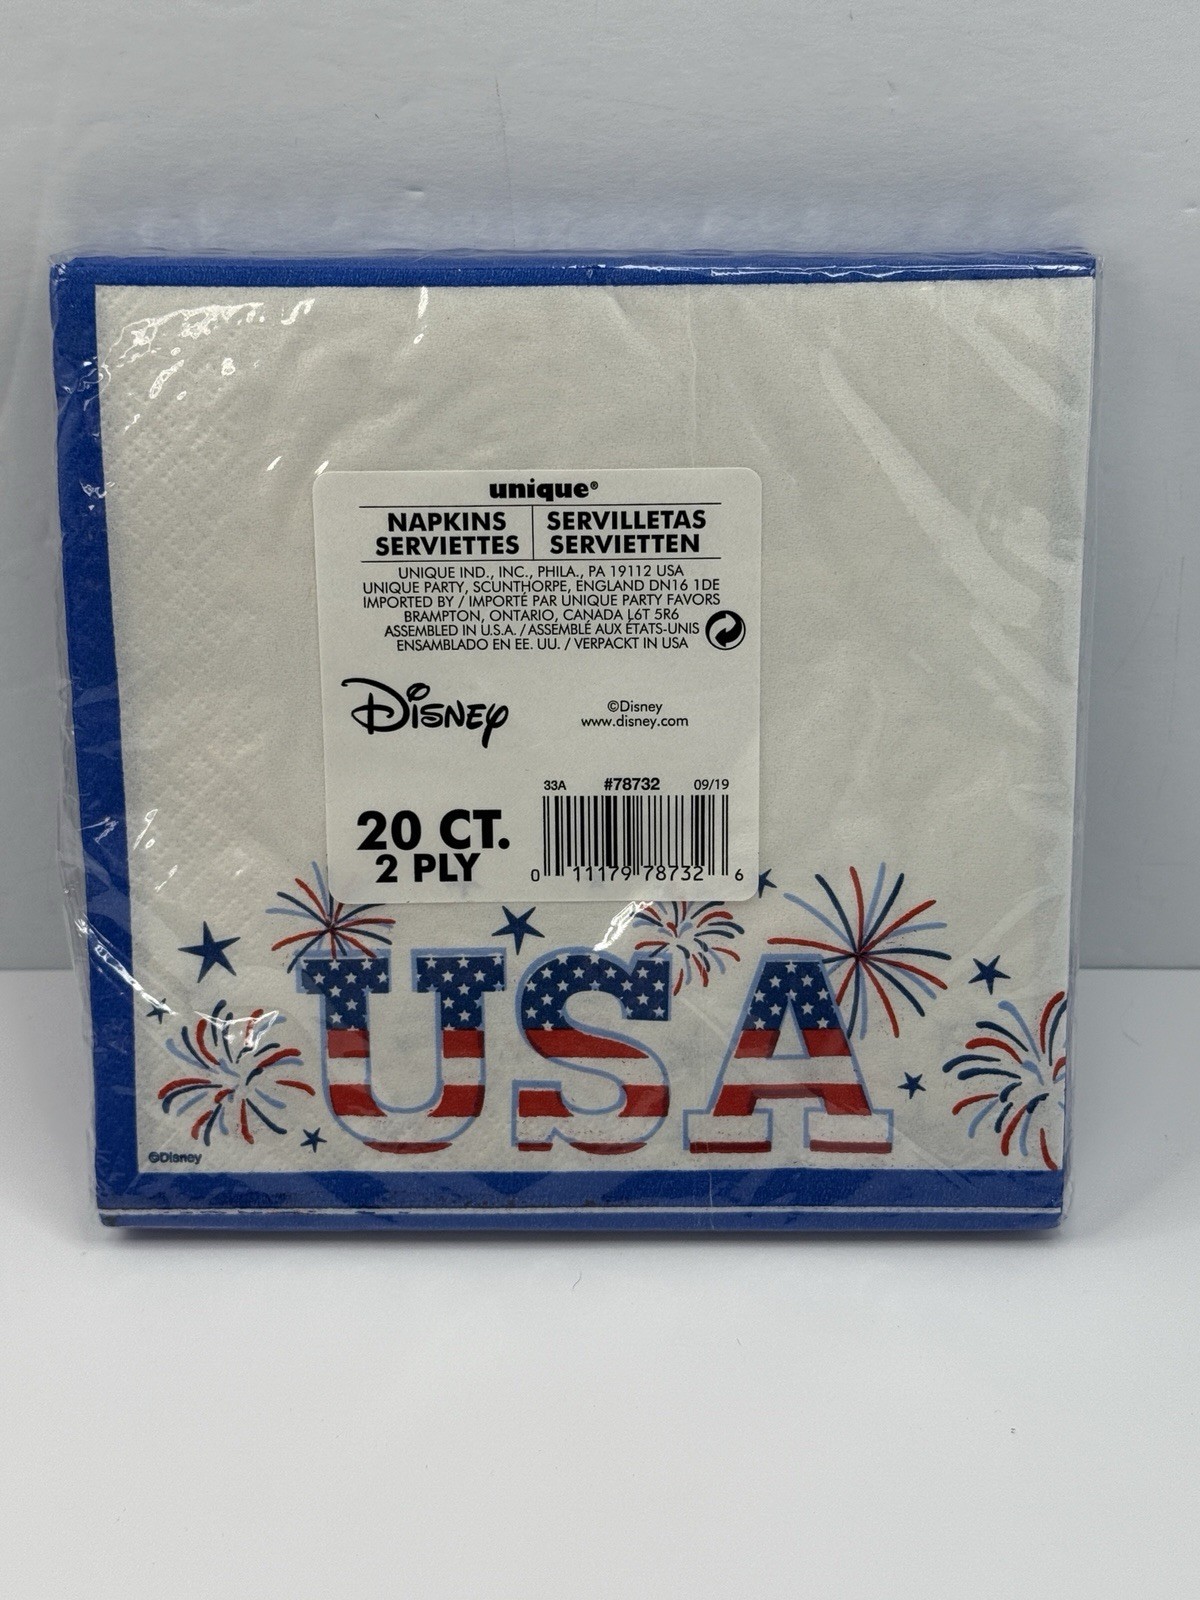 unique®
NAPKINS SERVILLETAS
SERVIETTES SERVIETTEN
UNIQUE IND., INC., PHILA., PA 19112 USA
UNIQUE PARTY, SCUNTHORPE, ENGLAND DN16 1DE
IMPORTED BY / IMPORTÉ PAR UNIQUE PARTY FAVORS
BRAMPTON, ONTARIO, CANADA L6T 5R6
ASSEMBLED IN U.S.A. / ASSEMBLÉ AUX ÉTATS-UNIS
ENSAMBLADO EN EE. UU. / VERPACKT IN USA
Disney
©Disney
www.disney.com
33A #78732 09/19
20 CT.
2 PLY
0 11179 78732 6
USA
©Disney